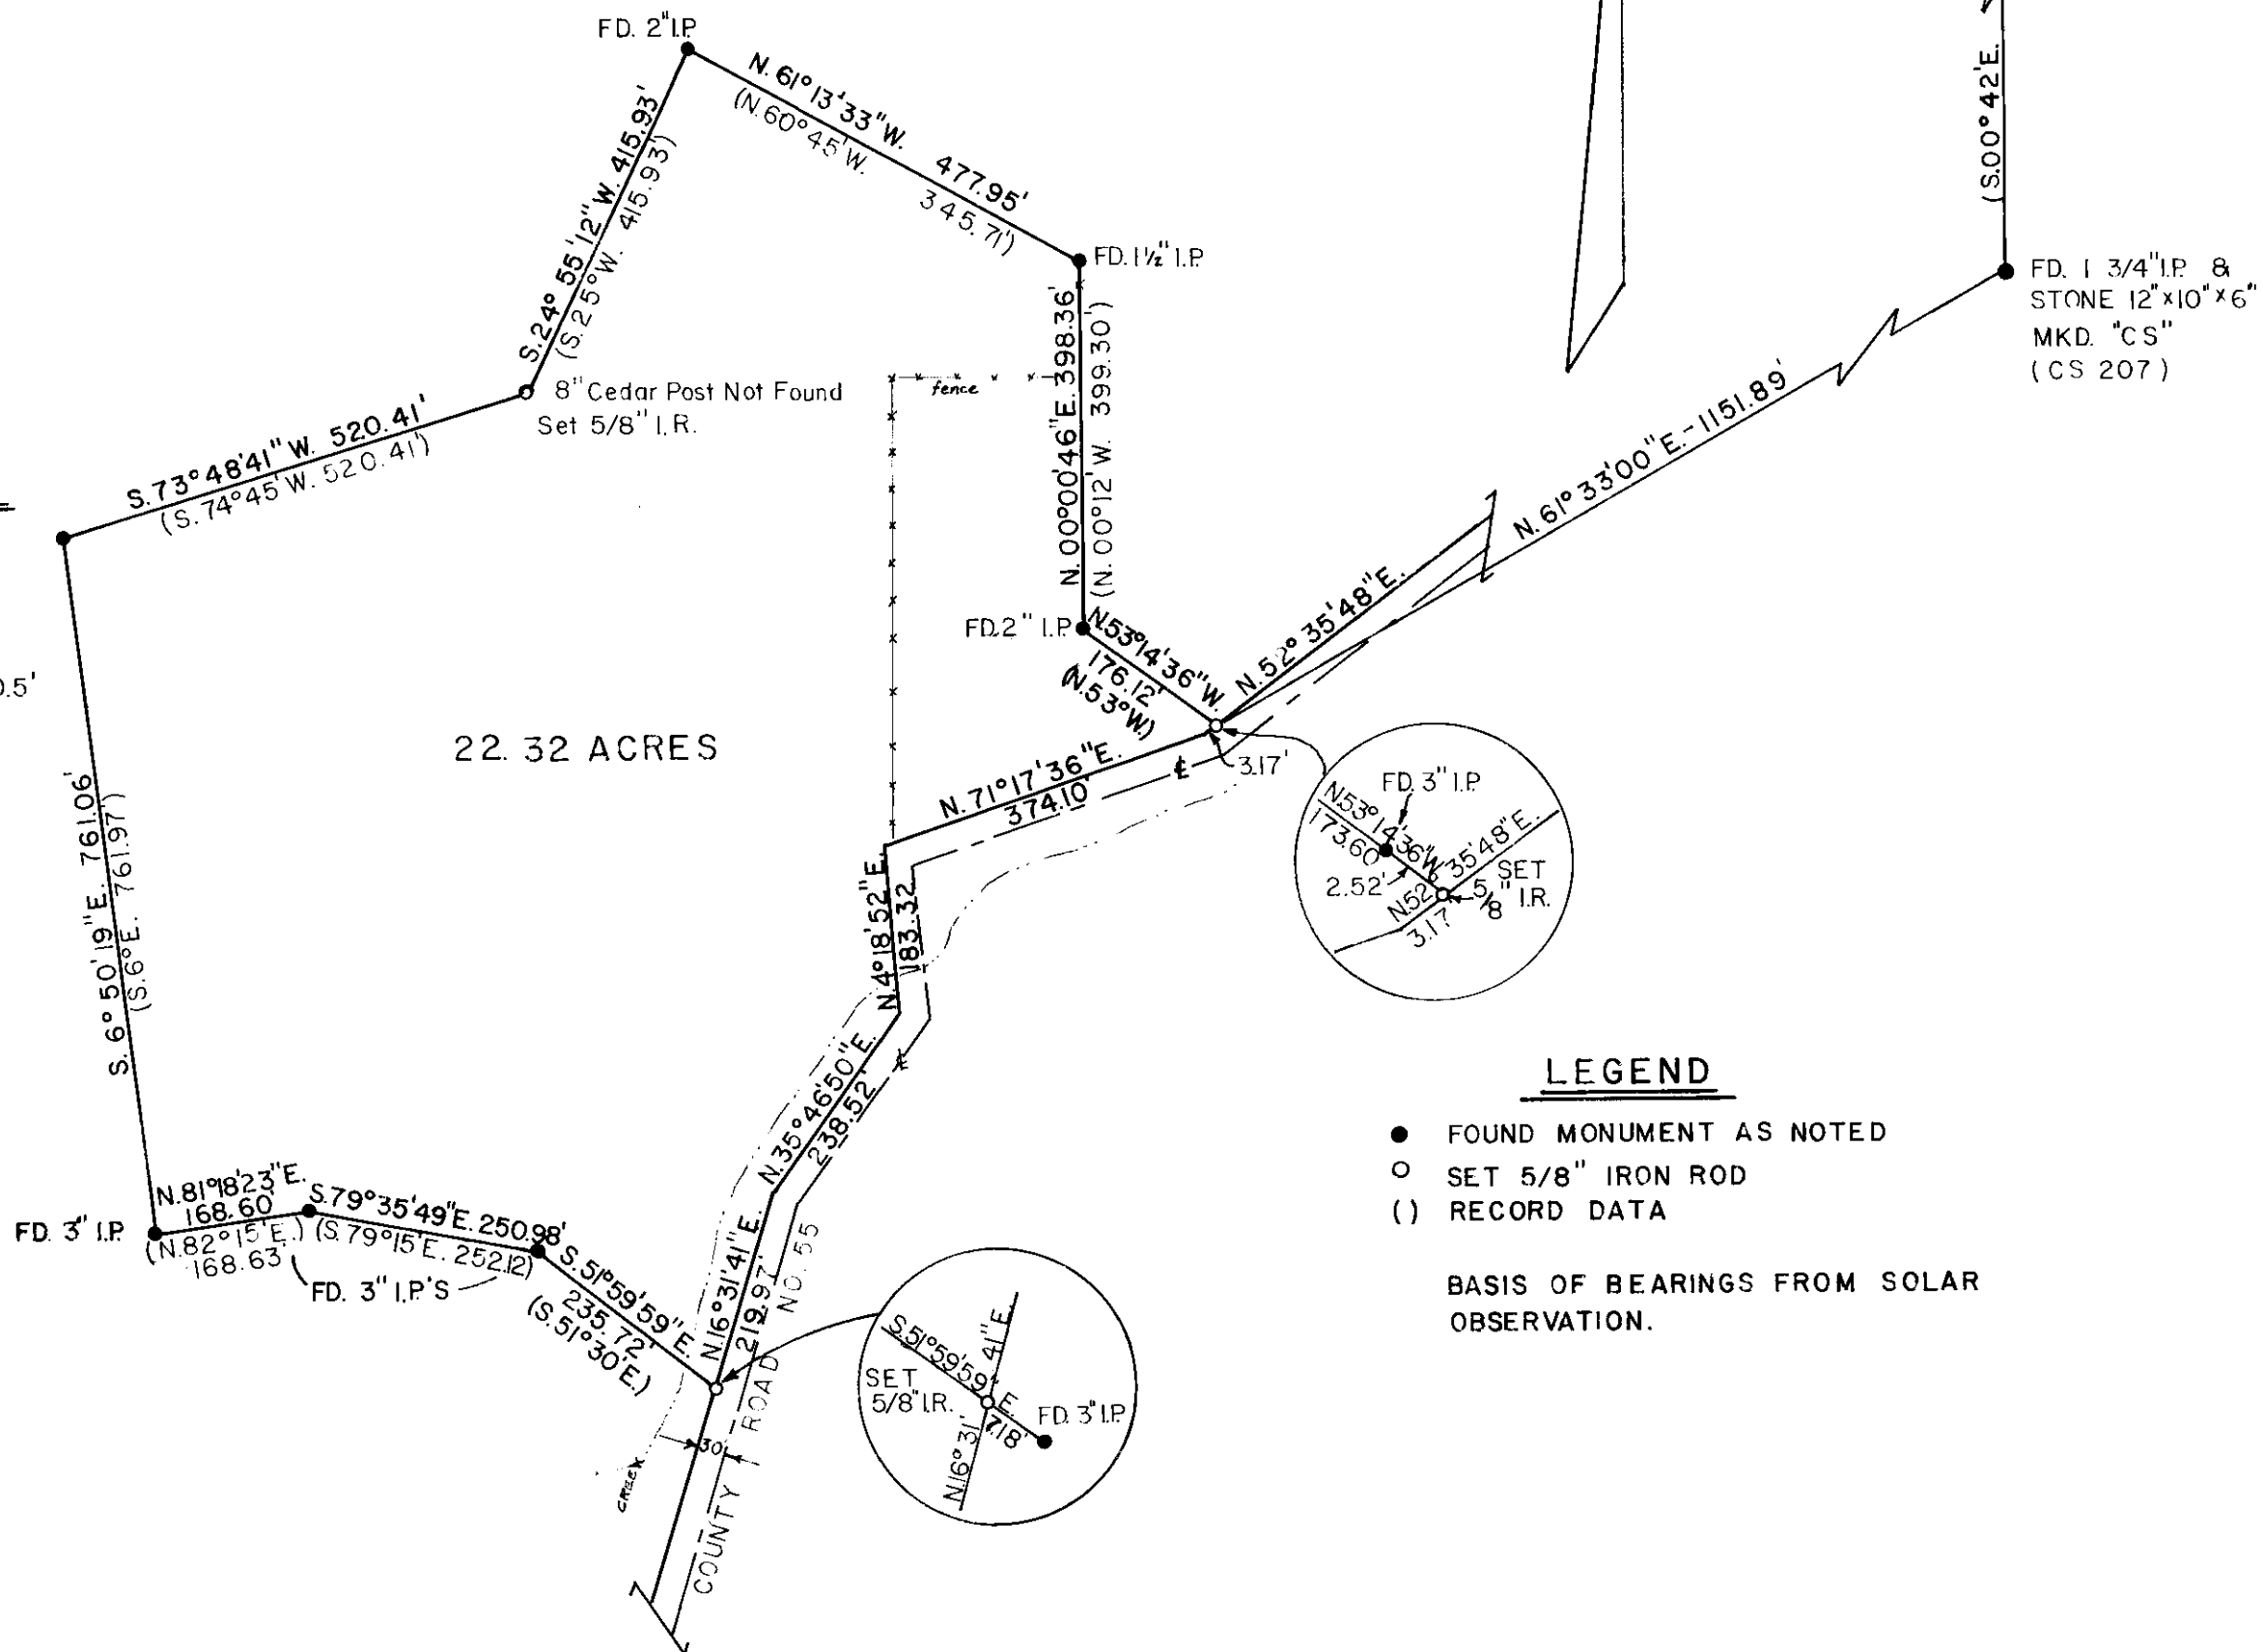 FD. 2" I.P.
N. 61° 13' 33" W. 477.95'
(N. 60° 45' W. 345.71')
S. 24° 55' 12" W. 415.93'
(S. 25° W. 415.93')
FD. 1½" I.P.
(S. 00° 42' E.
FD. 1 3/4" I.P. &
STONE 12" x 10" x 6"
MKD. "CS"
(CS 207)
8" Cedar Post Not Found
Set 5/8" I.R.
fence
N. 00° 00' 46" E. 398.36'
(N. 00° 12' W. 399.30')
S. 73° 48' 41" W. 520.41'
(S. 74° 45' W. 520.41')
N. 61° 33' 00" E. - 1151.89'
N. 52° 35' 48" E.
FD. 2" I.P.
N. 53° 14' 36" W.
176.12'
(N. 53° W.)
0.5'
22.32 ACRES
N. 71° 17' 36" E.
374.10'
℄
3.17'
FD. 3" I.P.
N. 53° 14' 36" W.
173.60'
2.52'
N. 52° 35' 48" E.
3.17
SET
5/8" I.R.
S. 6° 50' 19" E. 761.06'
(S. 6° E. 761.97')
N. 4° 18' 52" E.
183.32
N. 35° 46' 50" E.
238.52'
℄
LEGEND
FOUND MONUMENT AS NOTED
SET 5/8" IRON ROD
( ) RECORD DATA
BASIS OF BEARINGS FROM SOLAR
OBSERVATION.
FD. 3" I.P.
N. 81° 18' 23" E.
168.60'
(N. 82° 15' E.)
168.63'
S. 79° 35' 49" E. 250.98'
(S. 79° 15' E. 252.12)
FD. 3" I.P.'S
S. 51° 59' 59" E.
235.72'
(S. 51° 30' E.)
N. 16° 31' 41" E.
219.97'
COUNTY ROAD NO. 55
30'
CREEK
S. 51° 59' 59" E.
SET
5/8" I.R.
N. 16° 31' 41" E.
7.18'
FD. 3" I.P.